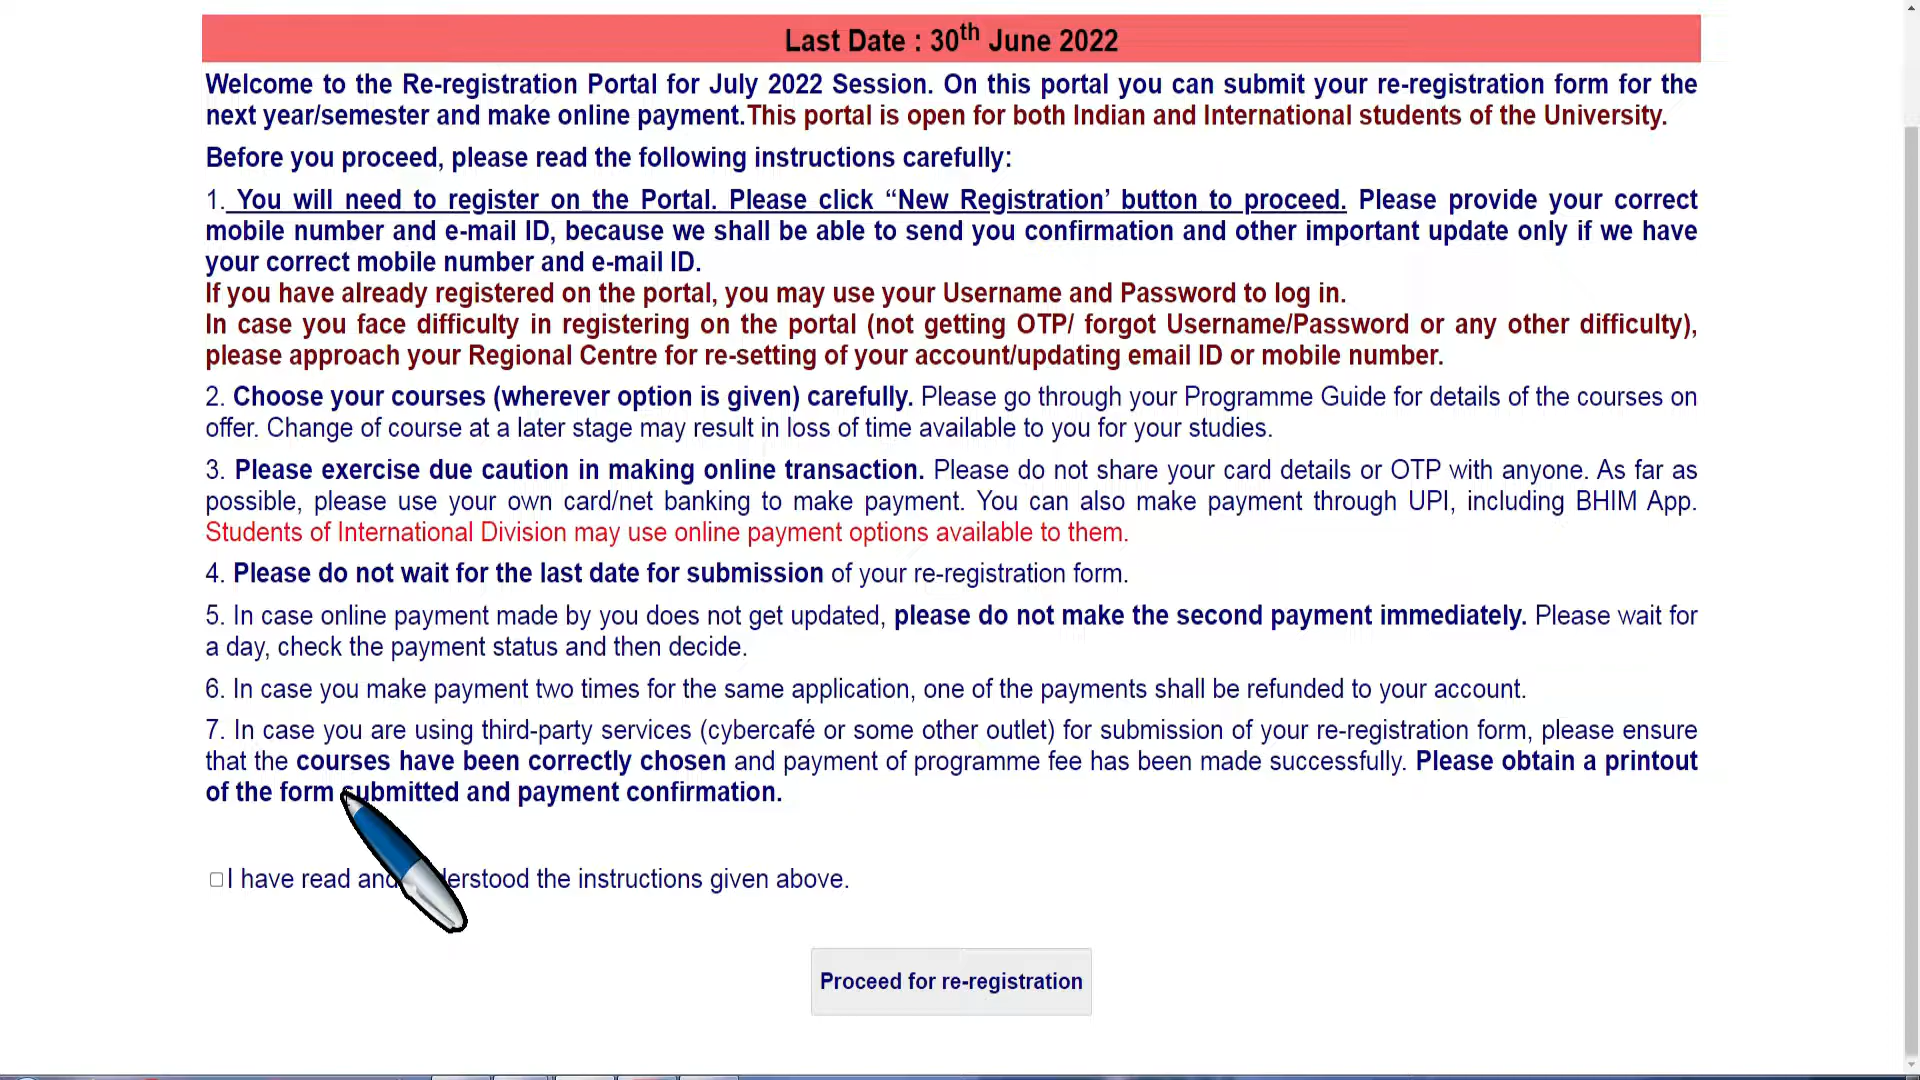 Last Date : 30th June 2022
Welcome to the Re-registration Portal for July 2022 Session. On this portal you can submit your re-registration form for the
next year/semester and make online payment.This portal is open for both Indian and International students of the University.
Before you proceed, please read the following instructions carefully:
1. You will need to register on the Portal. Please click “New Registration’ button to proceed. Please provide your correct
mobile number and e-mail ID, because we shall be able to send you confirmation and other important update only if we have
your correct mobile number and e-mail ID.
If you have already registered on the portal, you may use your Username and Password to log in.
In case you face difficulty in registering on the portal (not getting OTP/ forgot Username/Password or any other difficulty),
please approach your Regional Centre for re-setting of your account/updating email ID or mobile number.
2. Choose your courses (wherever option is given) carefully. Please go through your Programme Guide for details of the courses on
offer. Change of course at a later stage may result in loss of time available to you for your studies.
3. Please exercise due caution in making online transaction. Please do not share your card details or OTP with anyone. As far as
possible, please use your own card/net banking to make payment. You can also make payment through UPI, including BHIM App.
Students of International Division may use online payment options available to them.
4. Please do not wait for the last date for submission of your re-registration form.
5. In case online payment made by you does not get updated, please do not make the second payment immediately. Please wait for
a day, check the payment status and then decide.
6. In case you make payment two times for the same application, one of the payments shall be refunded to your account.
7. In case you are using third-party services (cybercafé or some other outlet) for submission of your re-registration form, please ensure
that the courses have been correctly chosen and payment of programme fee has been made successfully. Please obtain a printout
of the form submitted and payment confirmation.
I have read and understood the instructions given above.
Proceed for re-registration